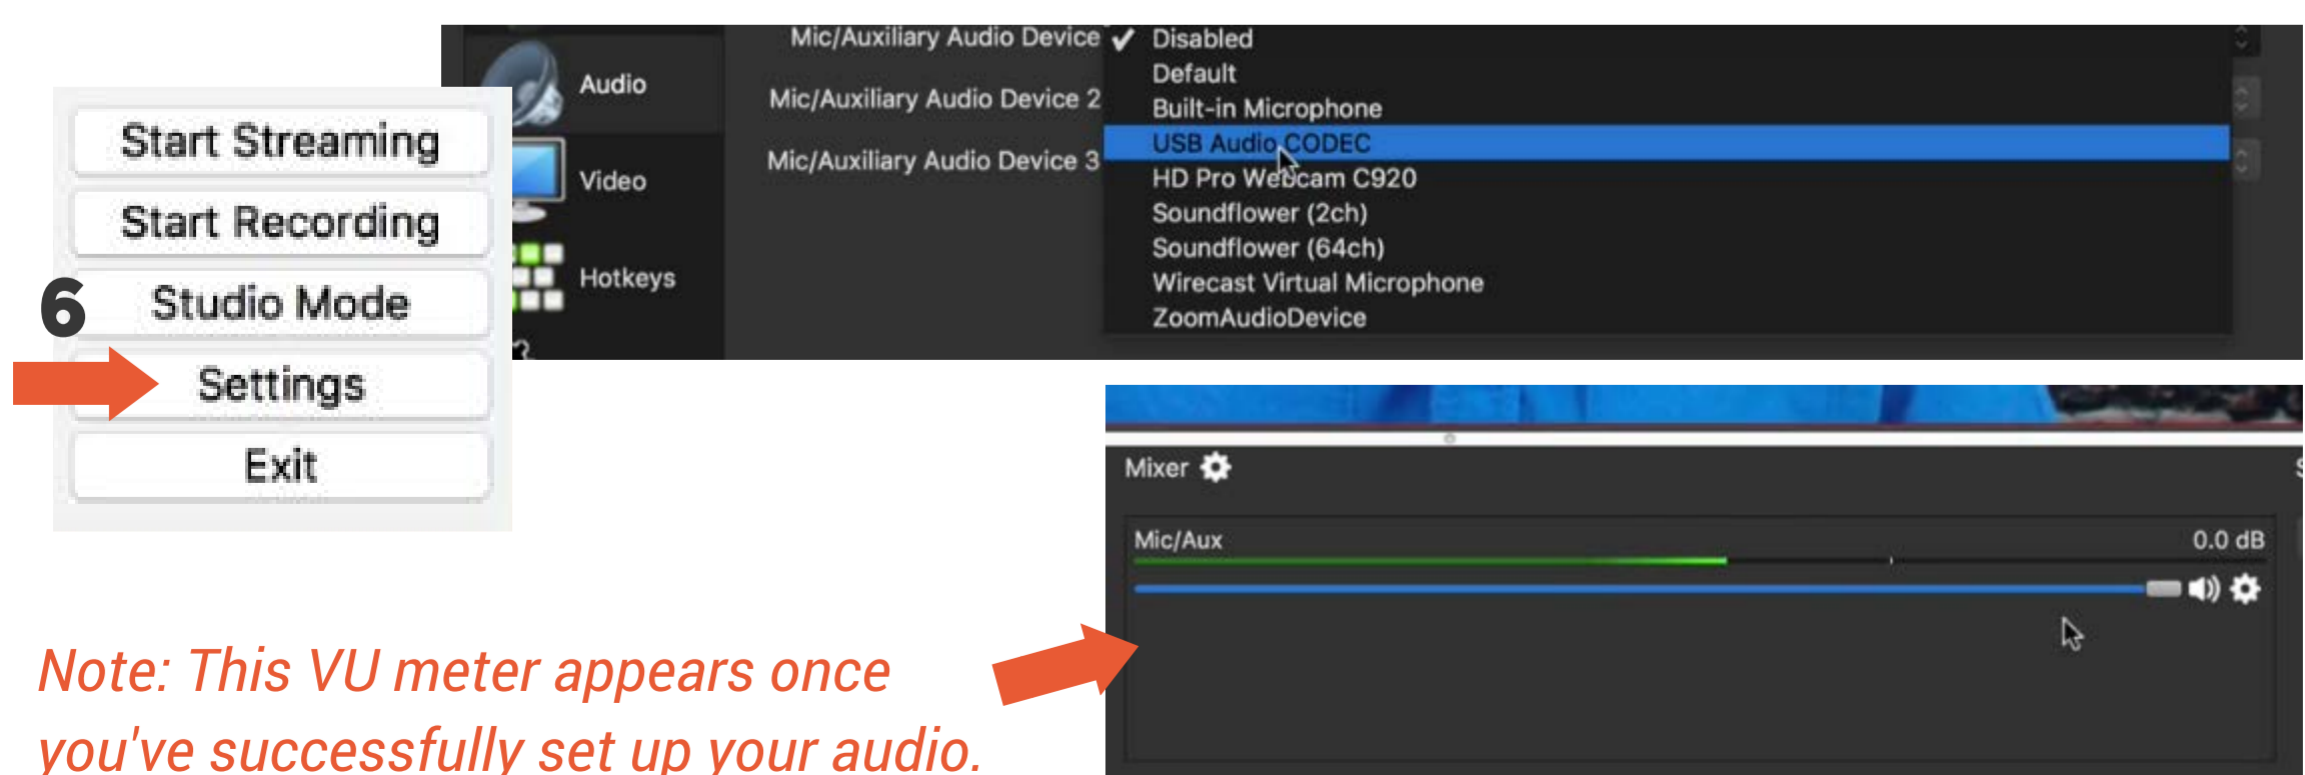 6
Start Streaming
Start Recording
Studio Mode
Settings
Exit
Audio
Video
Hotkeys
Mic/Auxiliary Audio Device
Mic/Auxiliary Audio Device 2
Mic/Auxiliary Audio Device 3
✓ Disabled
Default
Built-in Microphone
USB Audio CODEC
HD Pro Webcam C920
Soundflower (2ch)
Soundflower (64ch)
Wirecast Virtual Microphone
ZoomAudioDevice
Mixer
Mic/Aux 0.0 dB
Note: This VU meter appears once
you've successfully set up your audio.